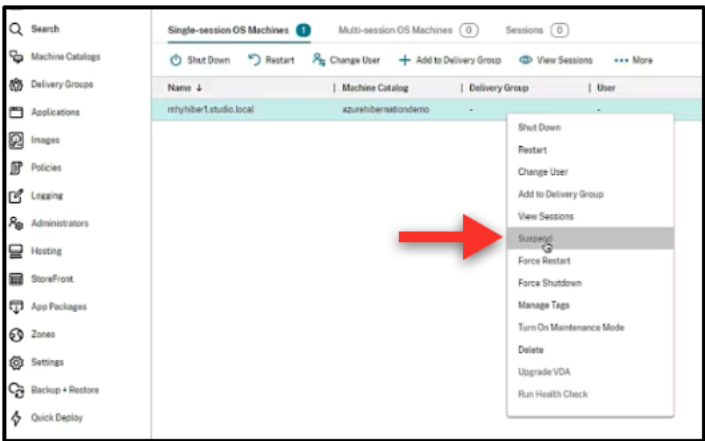 Search
Machine Catalogs
Delivery Groups
Applications
Images
Policies
Logging
Administrators
Hosting
StoreFront
App Packages
Zones
Settings
Backup + Restore
Quick Deploy
Single-session OS Machines 1 Multi-session OS Machines 0 Sessions 0
Shut Down Restart Change User Add to Delivery Group View Sessions More
Name Machine Catalog Delivery Group User
mhyhiber1.studio.local azurehibernationdemo - -
Shut Down
Restart
Change User
Add to Delivery Group
View Sessions
Suspend
Force Restart
Force Shutdown
Manage Tags
Turn On Maintenance Mode
Delete
Upgrade VDA
Run Health Check